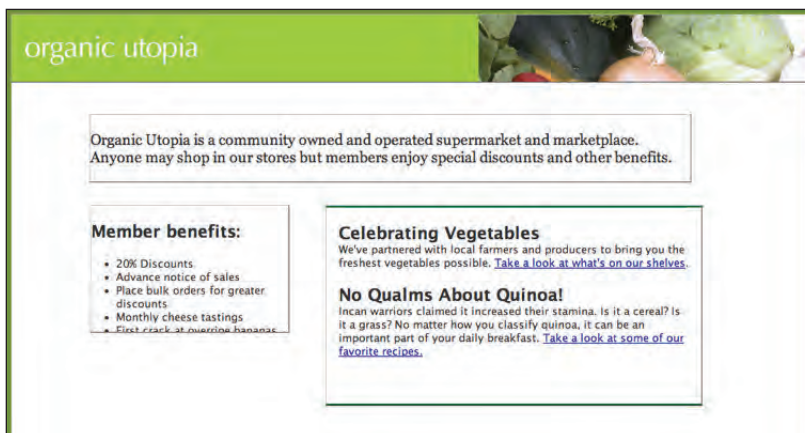 organic utopia
Organic Utopia is a community owned and operated supermarket and marketplace.
Anyone may shop in our stores but members enjoy special discounts and other benefits.
Member benefits:
• 20% Discounts
• Advance notice of sales
• Place bulk orders for greater
discounts
• Monthly cheese tastings
• First crack at overripe bananas
Celebrating Vegetables
We've partnered with local farmers and producers to bring you the
freshest vegetables possible. Take a look at what's on our shelves.
No Qualms About Quinoa!
Incan warriors claimed it increased their stamina. Is it a cereal? Is
it a grass? No matter how you classify quinoa, it can be an
important part of your daily breakfast. Take a look at some of our
favorite recipes.